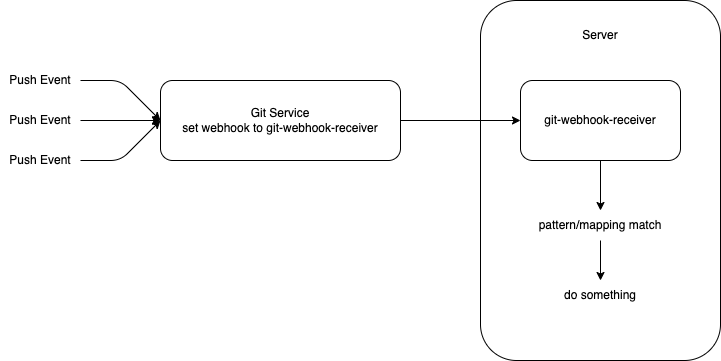 Server
Push Event
Git Service
Push Event
set webhook to git-webhook-receiver
git-webhook-receiver
Push Event
pattern/mapping match
do something